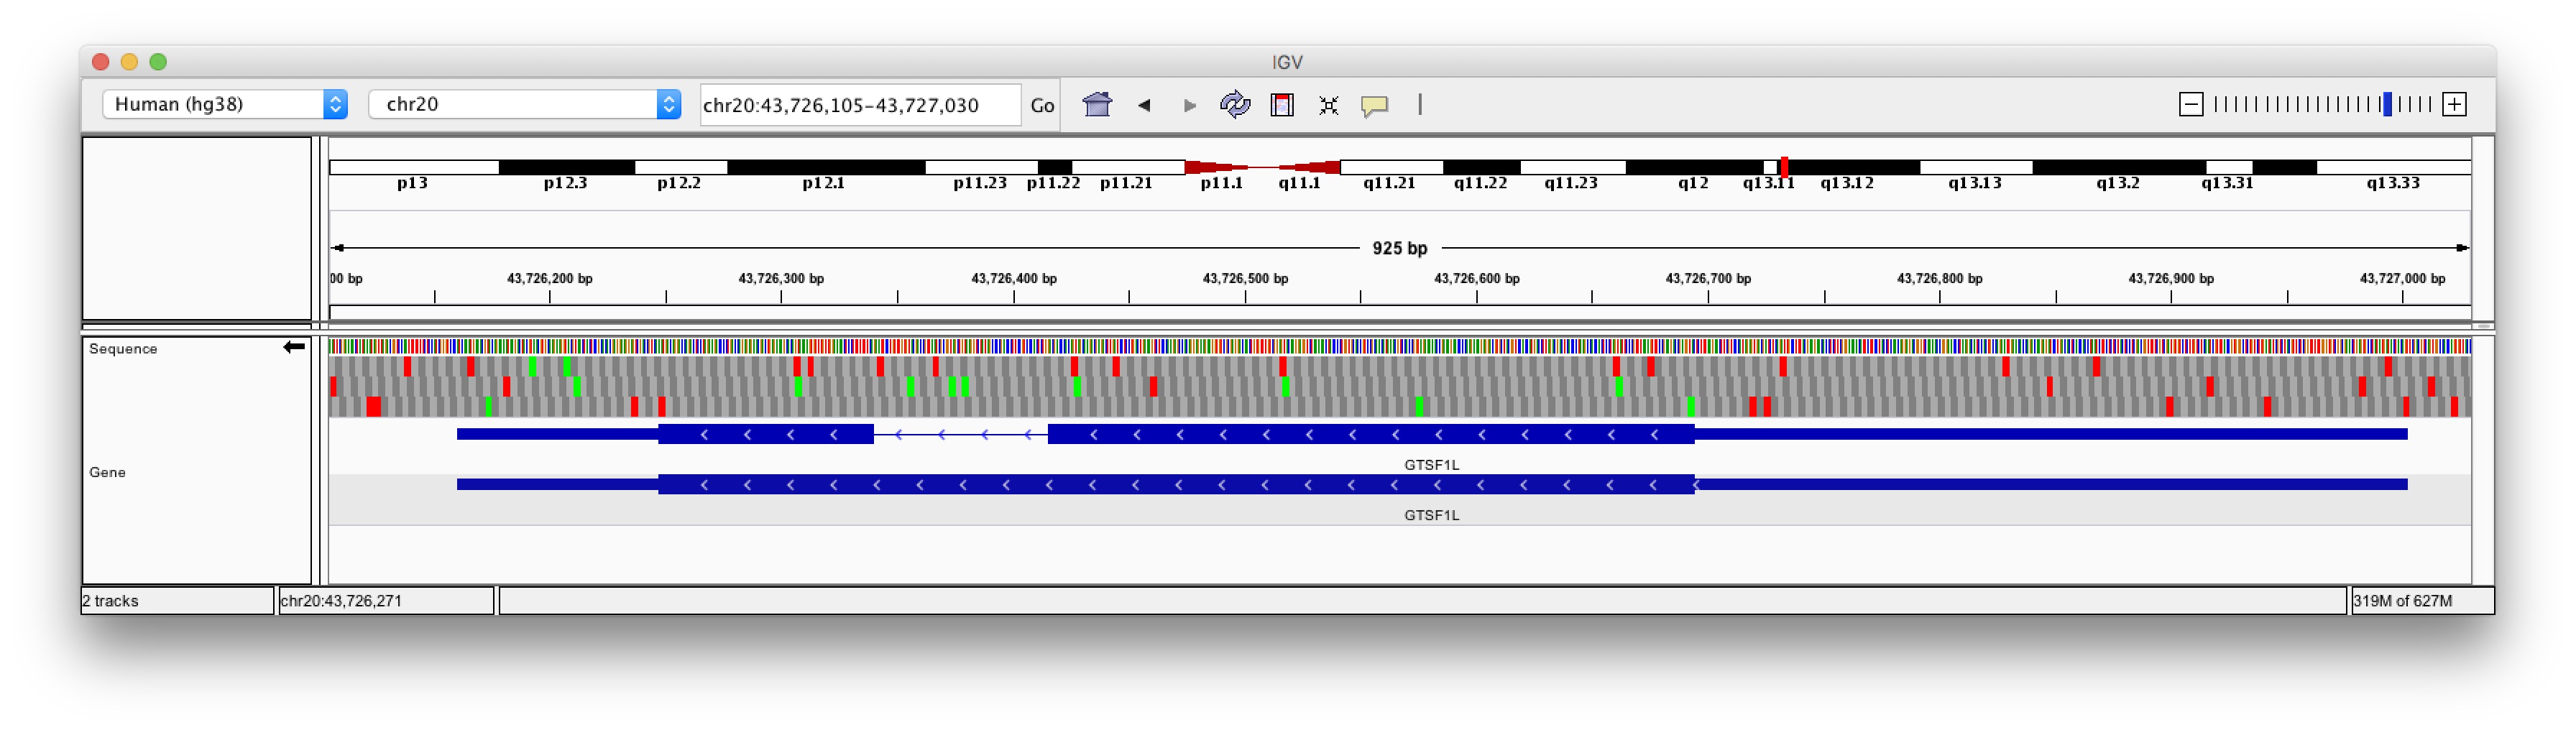 IGV
Human (hg38) chr20 chr20:43,726,105-43,727,030 Go
p13 p12.3 p12.2 p12.1 p11.23 p11.22 p11.21 p11.1 q11.1 q11.21 q11.22 q11.23 q12 q13.11 q13.12 q13.13 q13.2 q13.31 q13.33
925 bp
00 bp 43,726,200 bp 43,726,300 bp 43,726,400 bp 43,726,500 bp 43,726,600 bp 43,726,700 bp 43,726,800 bp 43,726,900 bp 43,727,000 bp
Sequence
GTSF1L
Gene
GTSF1L
2 tracks chr20:43,726,271 319M of 627M